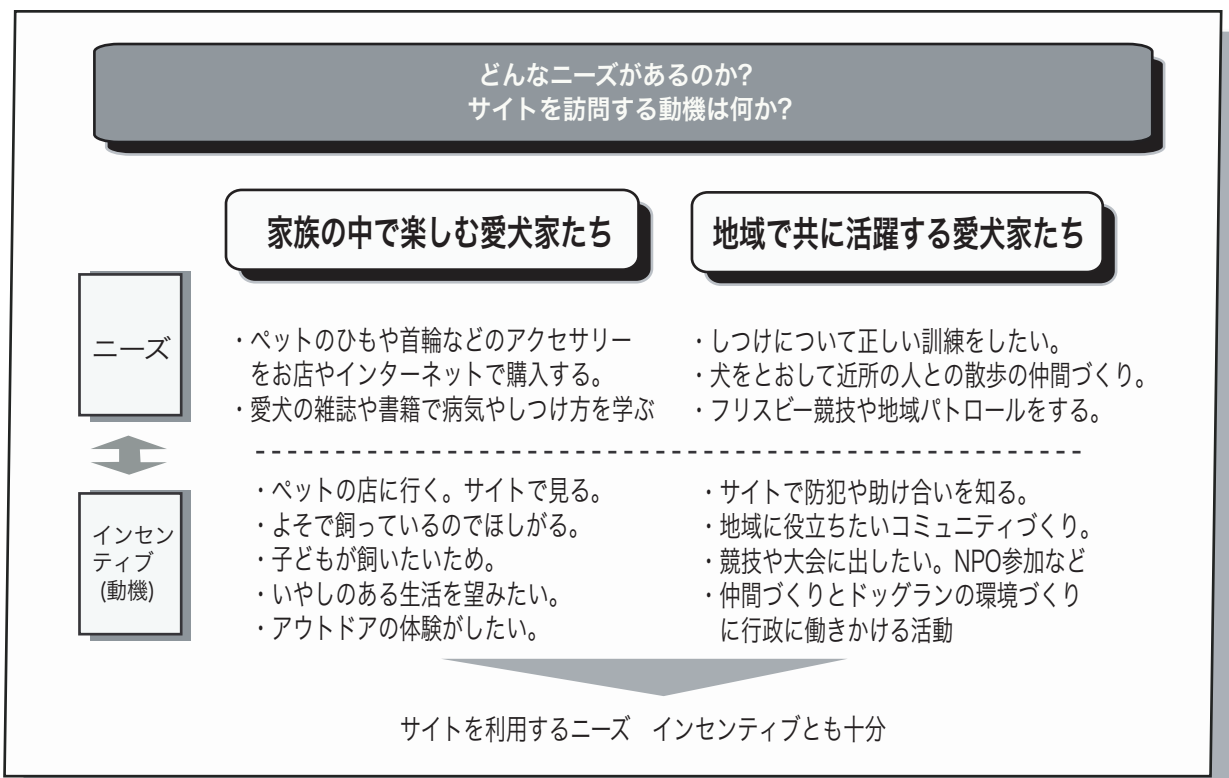 どんなニーズがあるのか?
サイトを訪問する動機は何か?
家族の中で楽しむ愛犬家たち
地域で共に活躍する愛犬家たち
ニーズ
・ペットのひもや首輪などのアクセサリー
をお店やインターネットで購入する。
・愛犬の雑誌や書籍で病気やしつけ方を学ぶ
・しつけについて正しい訓練をしたい。
・犬をとおして近所の人との散歩の仲間づくり。
・フリスビー競技や地域パトロールをする。
インセン
ティブ
(動機)
・ペットの店に行く。サイトで見る。
・よそで飼っているのでほしがる。
・子どもが飼いたいため。
・いやしのある生活を望みたい。
・アウトドアの体験がしたい。
・サイトで防犯や助け合いを知る。
・地域に役立ちたいコミュニティづくり。
・競技や大会に出したい。NPO参加など
・仲間づくりとドッグランの環境づくり
に行政に働きかける活動
サイトを利用するニーズ　インセンティブとも十分